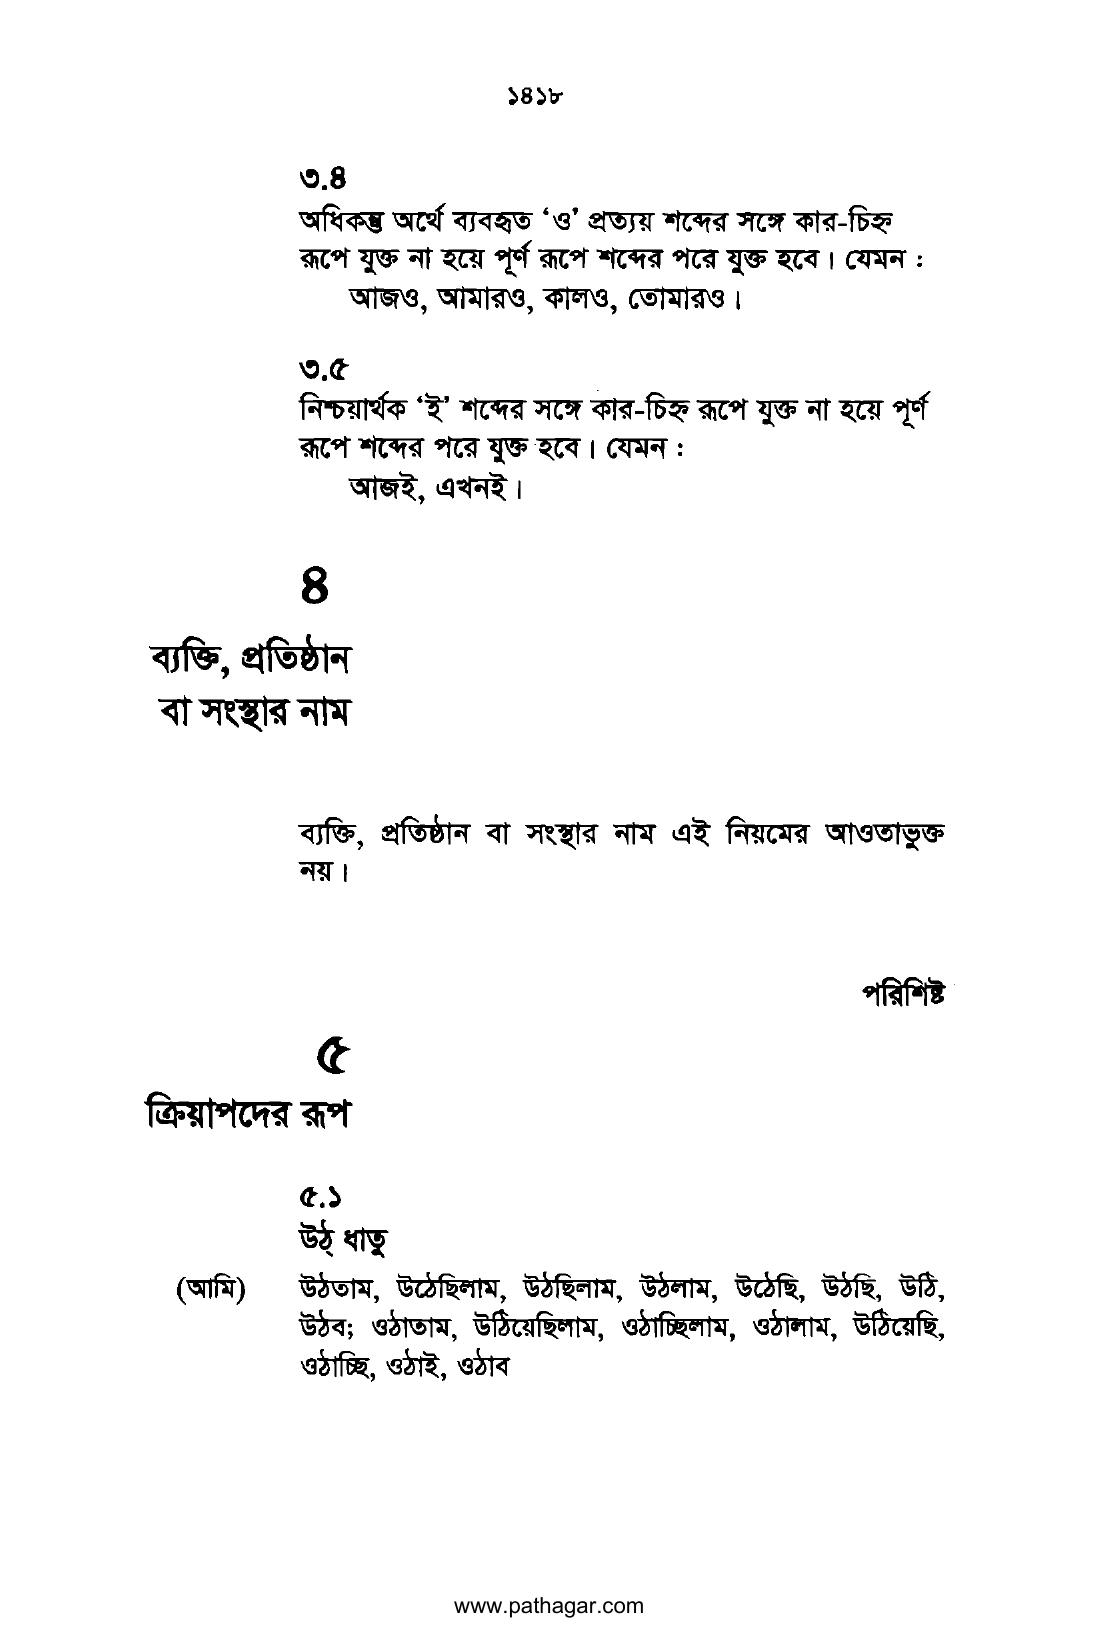 ১৪১৮
৩.৪
অধিকন্তু অর্থে ব্যবহৃত ‘ও’ প্রত্যয় শব্দের সঙ্গে কার-চিহ্ন
রূপে যুক্ত না হয়ে পূর্ণ রূপে শব্দের পরে যুক্ত হবে। যেমন :
আজও, আমারও, কালও, তোমারও।
৩.৫
নিশ্চয়ার্থক ‘ই’ শব্দের সঙ্গে কার-চিহ্ন রূপে যুক্ত না হয়ে পূর্ণ
রূপে শব্দের পরে যুক্ত হবে। যেমন :
আজই, এখনই।
৪
ব্যক্তি, প্রতিষ্ঠান
বা সংস্থার নাম
ব্যক্তি, প্রতিষ্ঠান বা সংস্থার নাম এই নিয়মের আওতাভুক্ত
নয়।
পরিশিষ্ট
৫
ক্রিয়াপদের রূপ
৫.১
উঠ্ ধাতু
(আমি) উঠতাম, উঠেছিলাম, উঠছিলাম, উঠলাম, উঠেছি, উঠছি, উঠি,
উঠব; ওঠাতাম, উঠিয়েছিলাম, ওঠাচ্ছিলাম, ওঠালাম, উঠিয়েছি,
ওঠাচ্ছি, ওঠাই, ওঠাব
www.pathagar.com